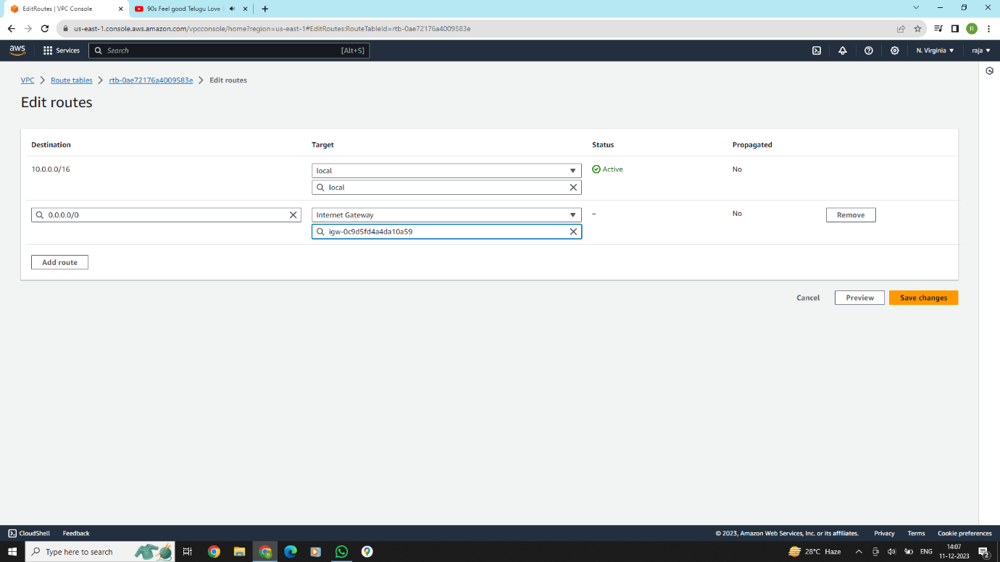 EditRoutes | VPC Console
90s Feel good Telugu Love
us-east-1.console.aws.amazon.com/vpcconsole/home?region=us-east-1#EditRoutes:RouteTableId=rtb-0ae72176a4009583e
R
aws
Services
Search
[Alt+S]
N. Virginia
raja
VPC
Route tables
rtb-0ae72176a4009583e
Edit routes
Edit routes
Destination Target Status Propagated
10.0.0.0/16 local Active No
local
0.0.0.0/0 Internet Gateway – No Remove
igw-0c9d5fd4a4da10a59
Add route
Cancel Preview Save changes
CloudShell Feedback © 2023, Amazon Web Services, Inc. or its affiliates. Privacy Terms Cookie preferences
Type here to search
28°C Haze
ENG
14:07
11-12-2023
2